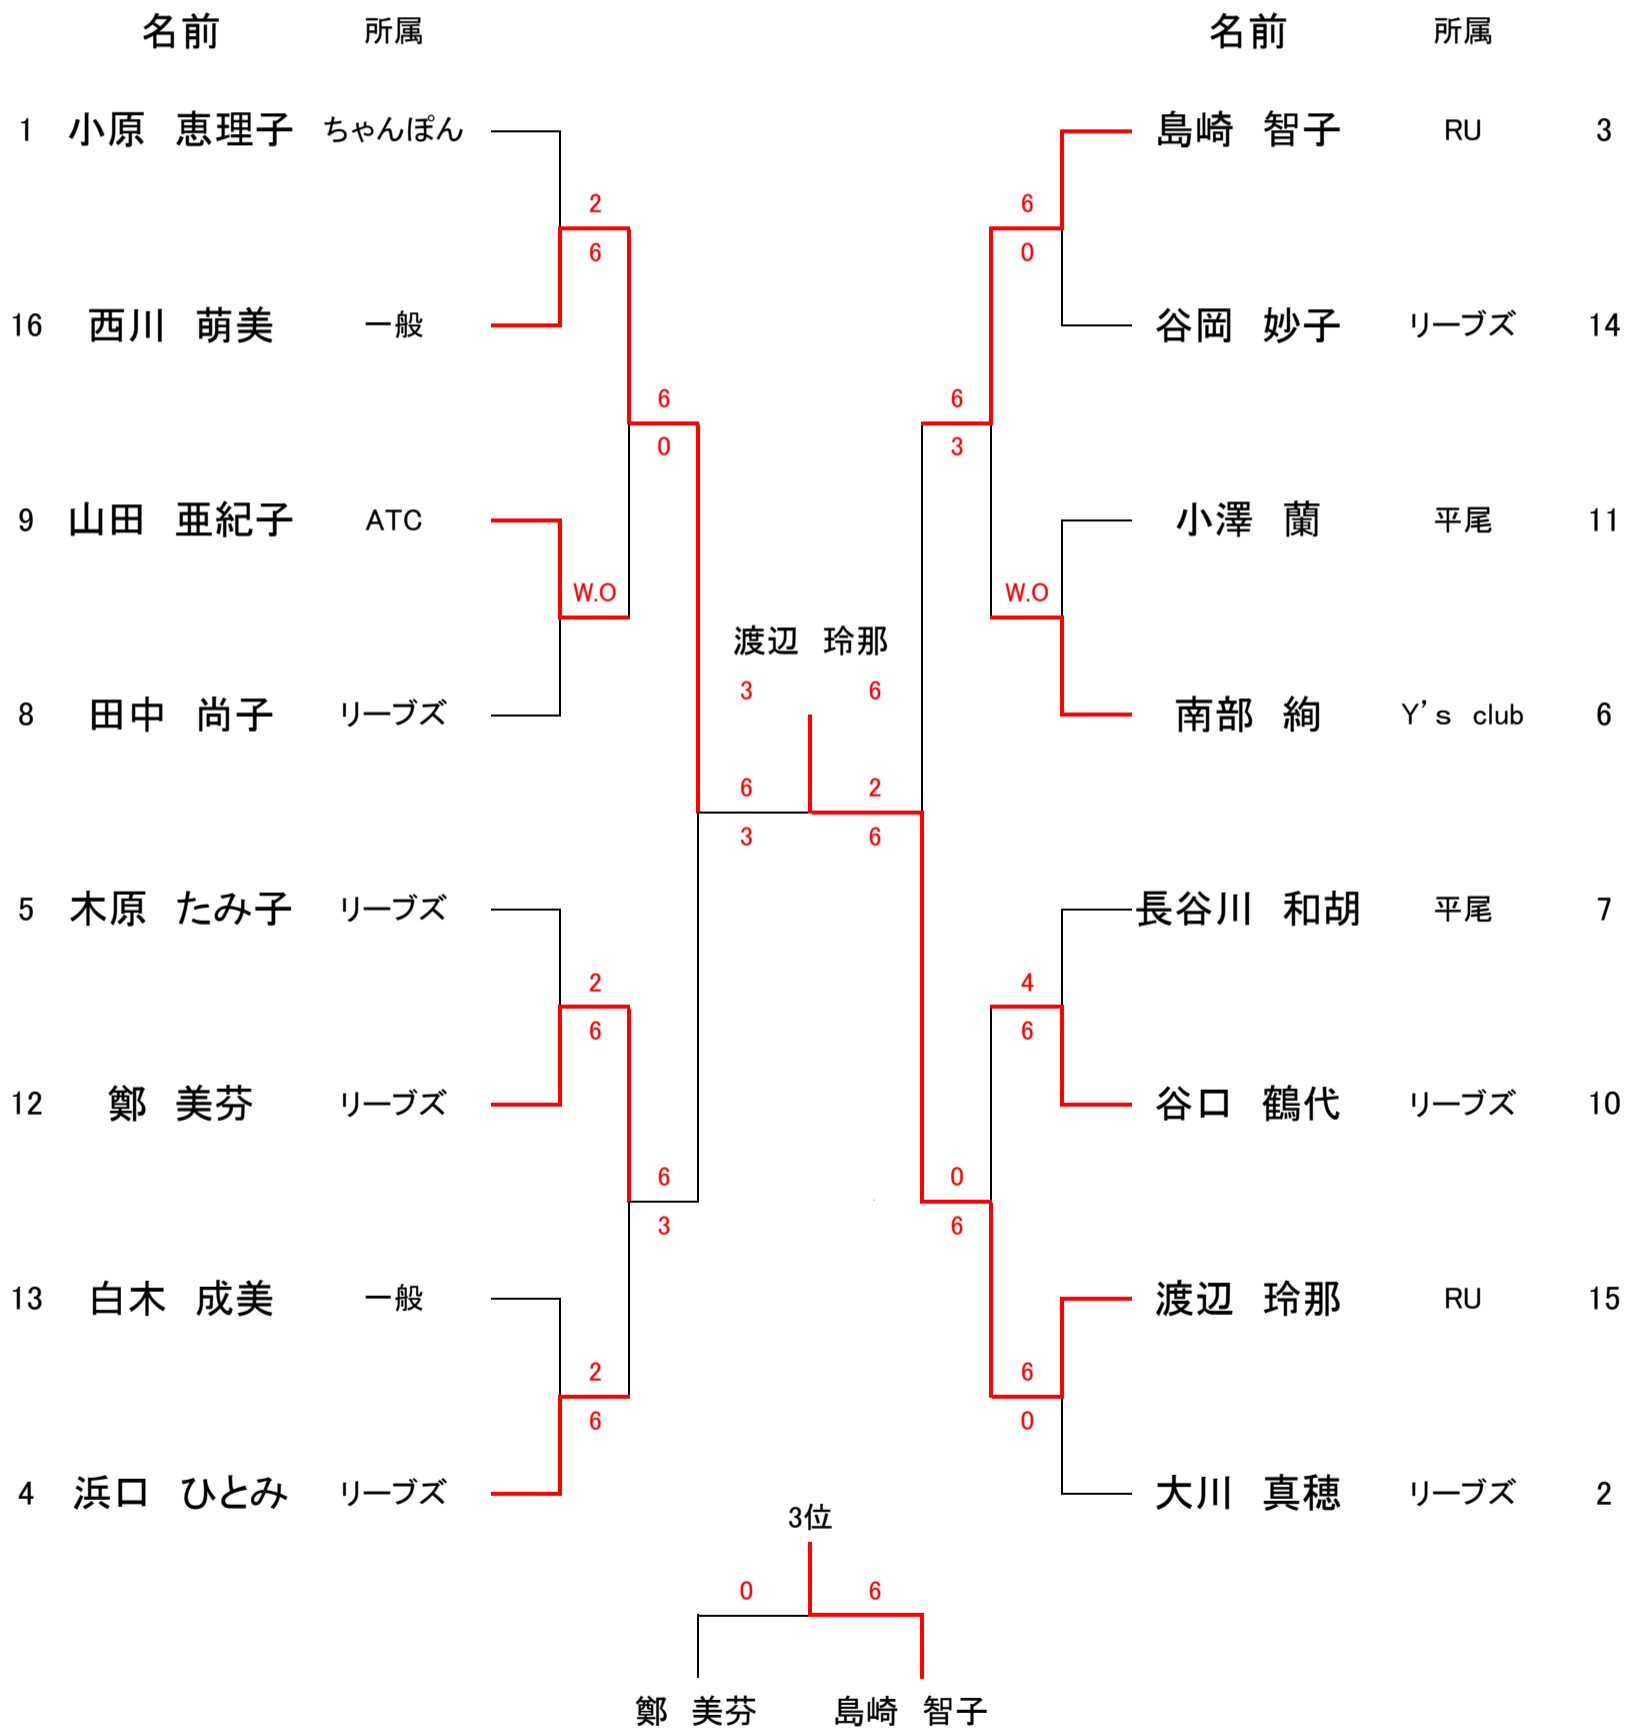 名前 所属 名前 所属
1 小原 恵理子 ちゃんぽん 島崎 智子 RU 3
2 6
6 0
16 西川 萌美 一般 谷岡 妙子 リーブズ 14
6 6
0 3
9 山田 亜紀子 ATC 小澤 蘭 平尾 11
W.O W.O
渡辺 玲那
3 6
8 田中 尚子 リーブズ 南部 絢 Y's club 6
6 2
3 6
5 木原 たみ子 リーブズ 長谷川 和胡 平尾 7
2 4
6 6
12 鄭 美芬 リーブズ 谷口 鶴代 リーブズ 10
6 0
3 6
13 白木 成美 一般 渡辺 玲那 RU 15
2 6
6 0
4 浜口 ひとみ リーブズ 大川 真穂 リーブズ 2
3位
0 6
鄭 美芬 島崎 智子